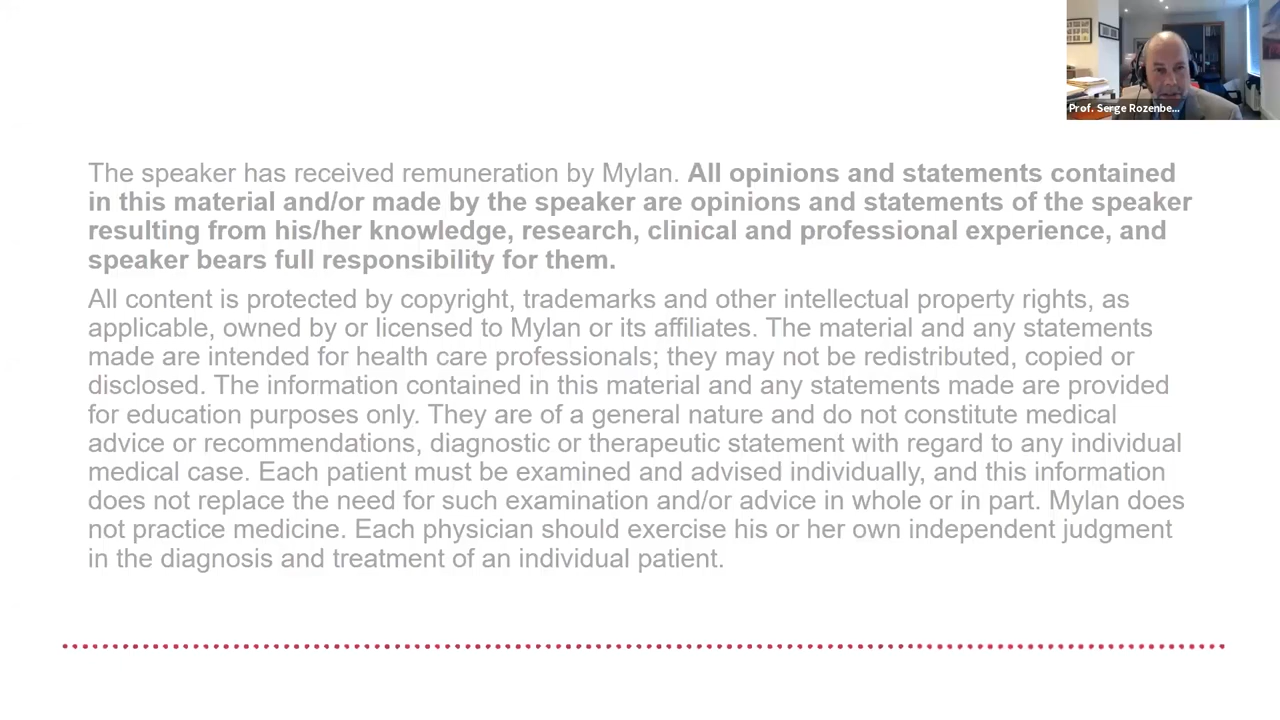 Prof. Serge Rozenbe...
The speaker has received remuneration by Mylan. All opinions and statements contained
in this material and/or made by the speaker are opinions and statements of the speaker
resulting from his/her knowledge, research, clinical and professional experience, and
speaker bears full responsibility for them.
All content is protected by copyright, trademarks and other intellectual property rights, as
applicable, owned by or licensed to Mylan or its affiliates. The material and any statements
made are intended for health care professionals; they may not be redistributed, copied or
disclosed. The information contained in this material and any statements made are provided
for education purposes only. They are of a general nature and do not constitute medical
advice or recommendations, diagnostic or therapeutic statement with regard to any individual
medical case. Each patient must be examined and advised individually, and this information
does not replace the need for such examination and/or advice in whole or in part. Mylan does
not practice medicine. Each physician should exercise his or her own independent judgment
in the diagnosis and treatment of an individual patient.